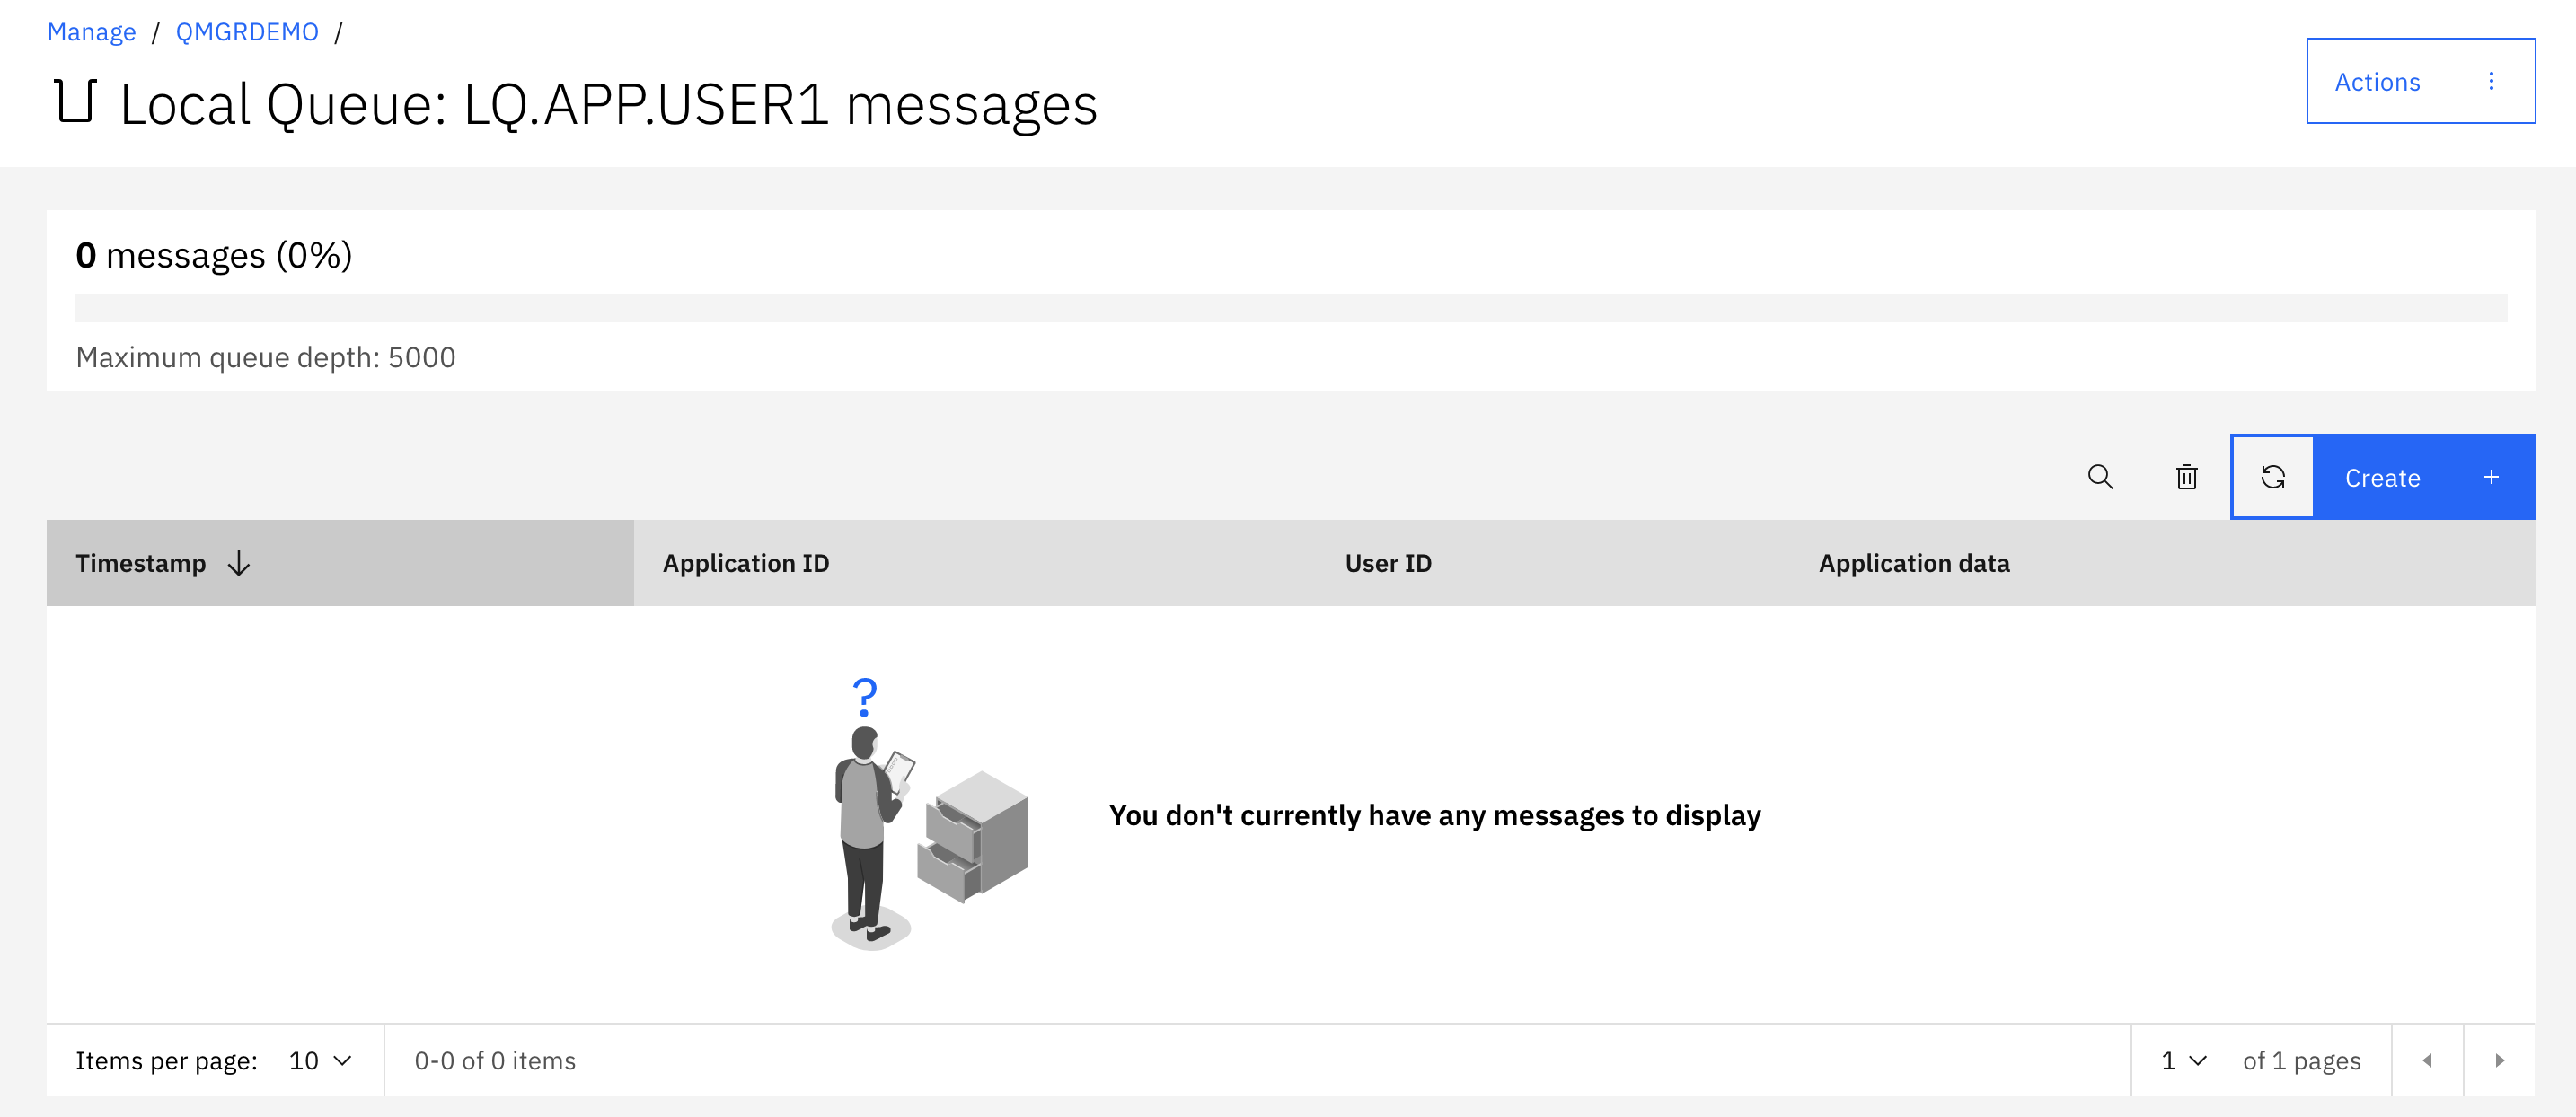 Manage / QMGRDEMO /
Local Queue: LQ.APP.USER1 messages
Actions
0 messages (0%)
Maximum queue depth: 5000
Create +
Timestamp Application ID User ID Application data
?
You don't currently have any messages to display
Items per page: 10 0-0 of 0 items 1 of 1 pages